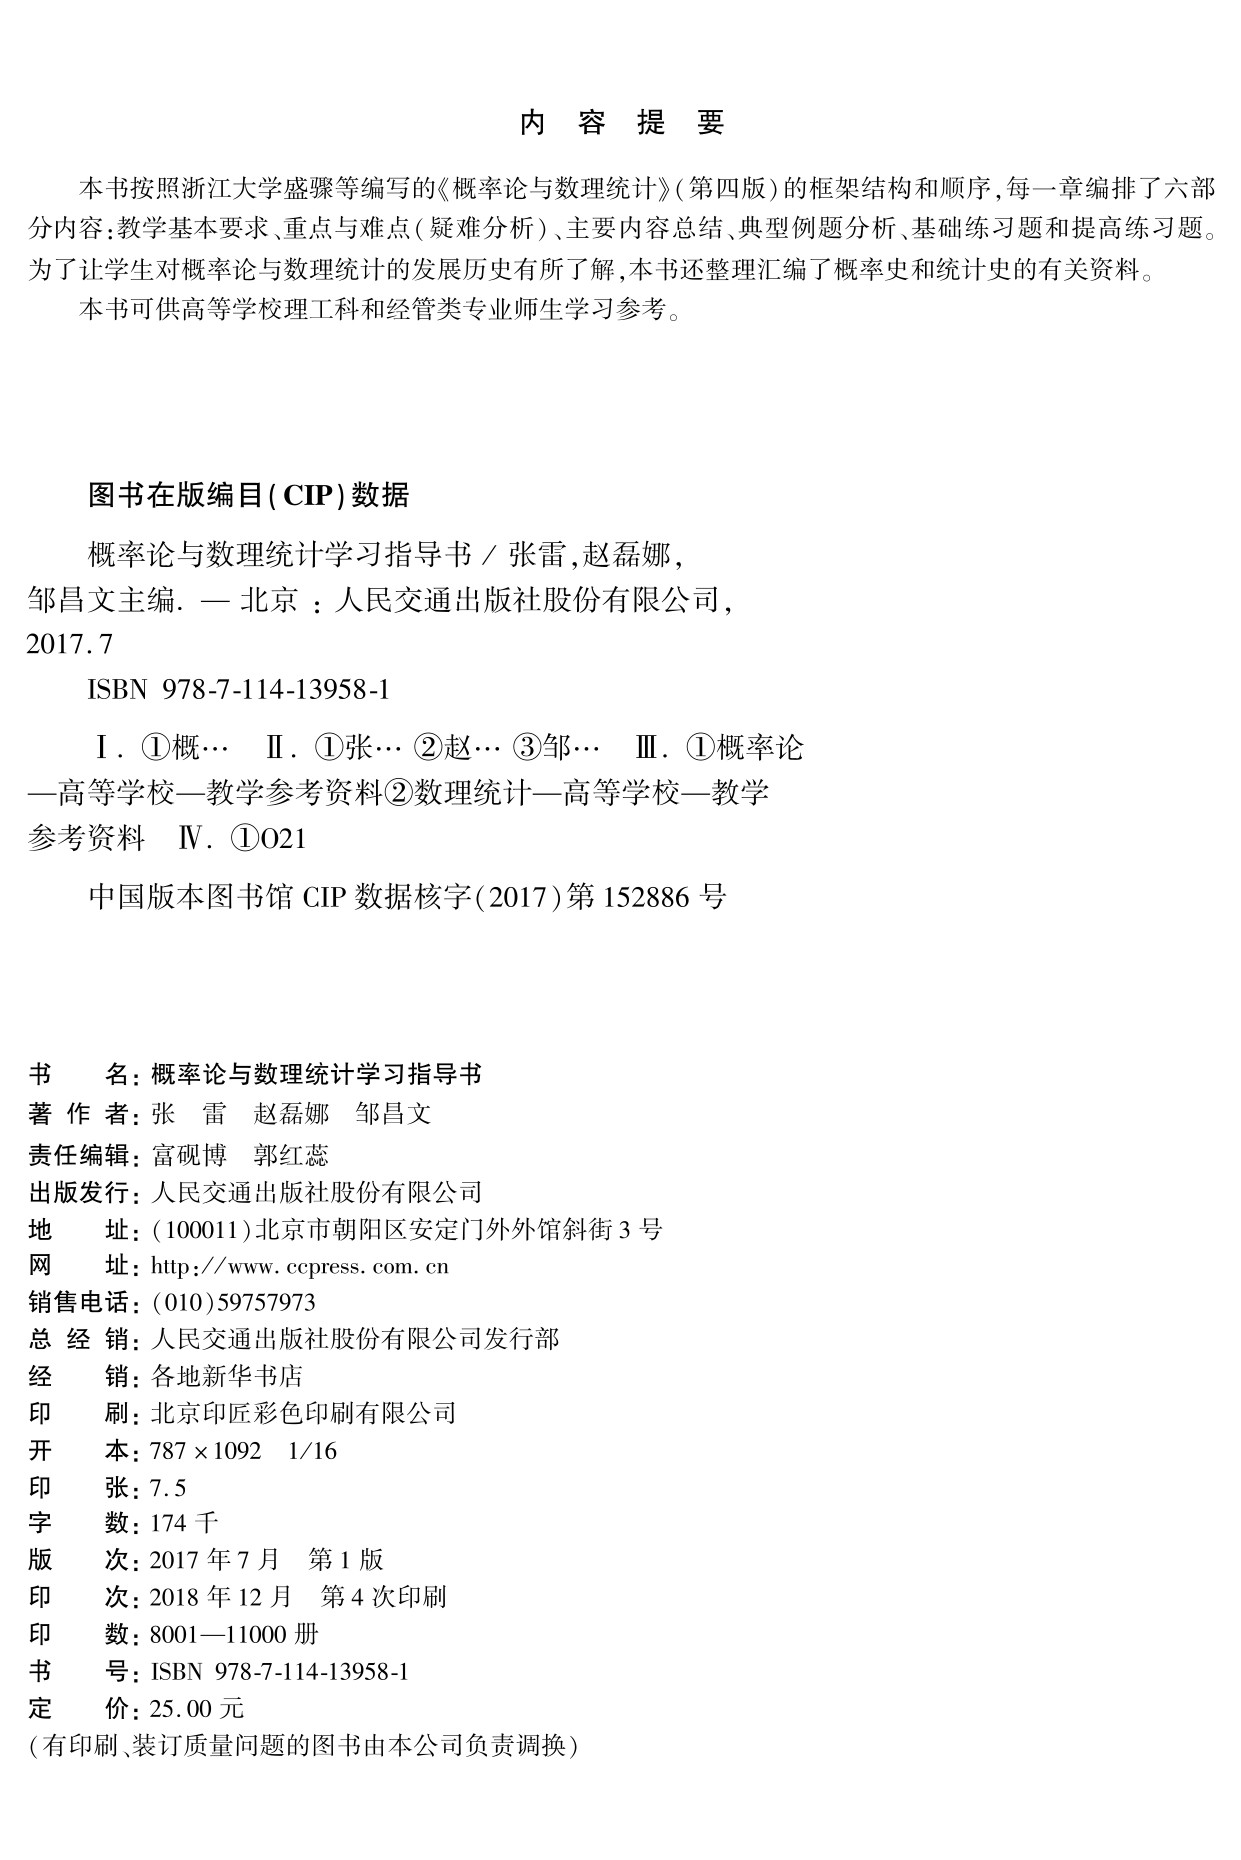 内 容 提 要
本书按照浙江大学盛骤等编写的《概率论与数理统计》(第四版)的框架结构和顺序,每一章编排了六部
分内容:教学基本要求、重点与难点(疑难分析)、主要内容总结、典型例题分析、基础练习题和提高练习题。
为了让学生对概率论与数理统计的发展历史有所了解,本书还整理汇编了概率史和统计史的有关资料。
本书可供高等学校理工科和经管类专业师生学习参考。
图书在版编目(CIP)数据
概率论与数理统计学习指导书 / 张雷,赵磊娜,
邹昌文主编. — 北京 : 人民交通出版社股份有限公司,
2017.7
ISBN 978-7-114-13958-1
Ⅰ. ①概… Ⅱ. ①张… ②赵… ③邹… Ⅲ. ①概率论
—高等学校—教学参考资料②数理统计—高等学校—教学
参考资料 Ⅳ. ①O21
中国版本图书馆 CIP 数据核字(2017)第 152886 号
书 名: 概率论与数理统计学习指导书
著 作 者: 张 雷 赵磊娜 邹昌文
责任编辑: 富砚博 郭红蕊
出版发行: 人民交通出版社股份有限公司
地 址: (100011)北京市朝阳区安定门外外馆斜街 3 号
网 址: http://www.ccpress.com.cn
销售电话: (010)59757973
总 经 销: 人民交通出版社股份有限公司发行部
经 销: 各地新华书店
印 刷: 北京印匠彩色印刷有限公司
开 本: 787×1092 1/16
印 张: 7.5
字 数: 174 千
版 次: 2017 年 7 月 第 1 版
印 次: 2018 年 12 月 第 4 次印刷
印 数: 8001—11000 册
书 号: ISBN 978-7-114-13958-1
定 价: 25.00 元
(有印刷、装订质量问题的图书由本公司负责调换)